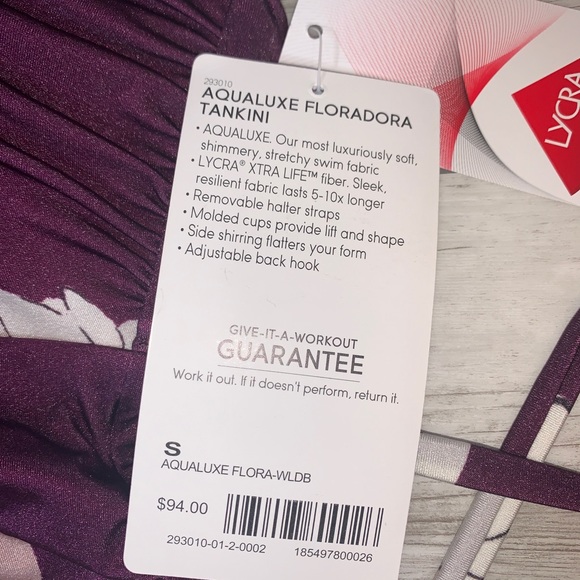 293010
AQUALUXE FLORADORA
TANKINI
• AQUALUXE. Our most luxuriously soft,
shimmery, stretchy swim fabric
• LYCRA® XTRA LIFE™ fiber. Sleek,
resilient fabric lasts 5-10x longer
• Removable halter straps
• Molded cups provide lift and shape
• Side shirring flatters your form
• Adjustable back hook
GIVE-IT-A-WORKOUT
GUARANTEE
Work it out. If it doesn't perform, return it.
S
AQUALUXE FLORA-WLDB
$94.00
293010-01-2-0002 185497800026
LYCRA